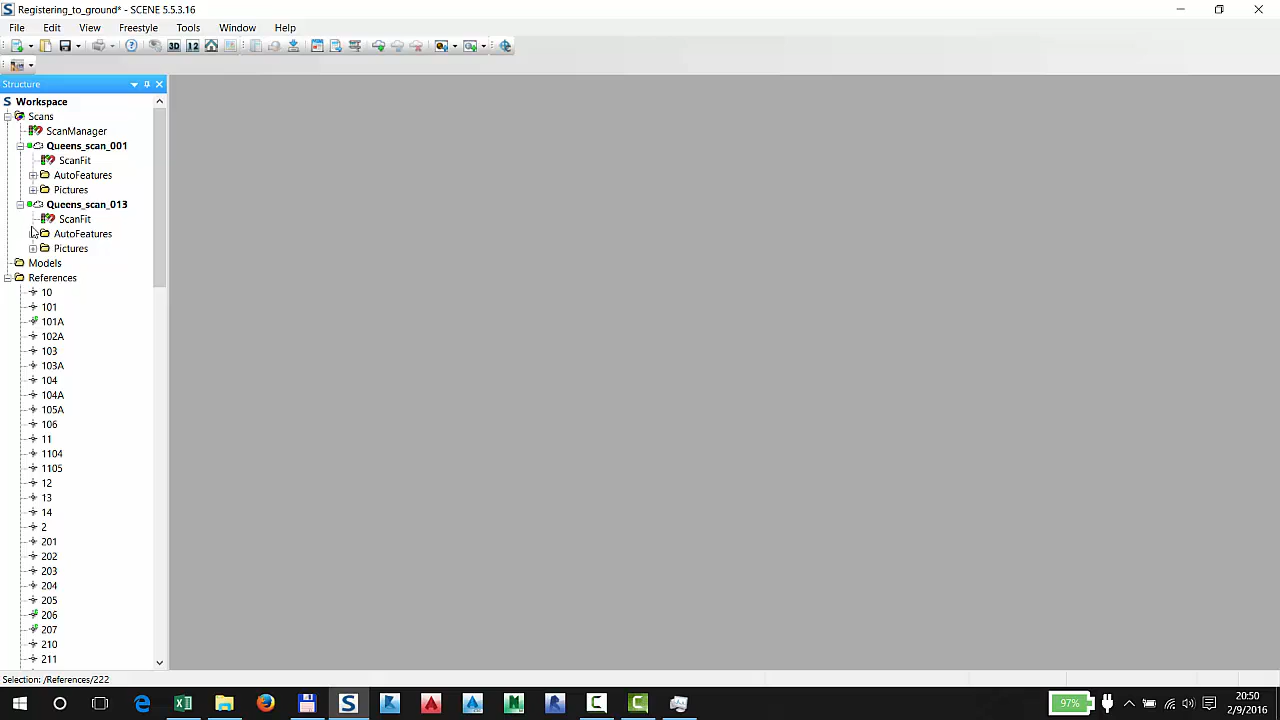 Registering_to_ground* - SCENE 5.5.3.16
File Edit View Freestyle Tools Window Help
3D 12
Structure
Workspace
Scans
ScanManager
Queens_scan_001
ScanFit
AutoFeatures
Pictures
Queens_scan_013
ScanFit
AutoFeatures
Pictures
Models
References
10
101
101A
102A
103
103A
104
104A
105A
106
11
1104
1105
12
13
14
2
201
202
203
204
205
206
207
210
211
Selection: /References/222
97%
20:50
2/9/2016